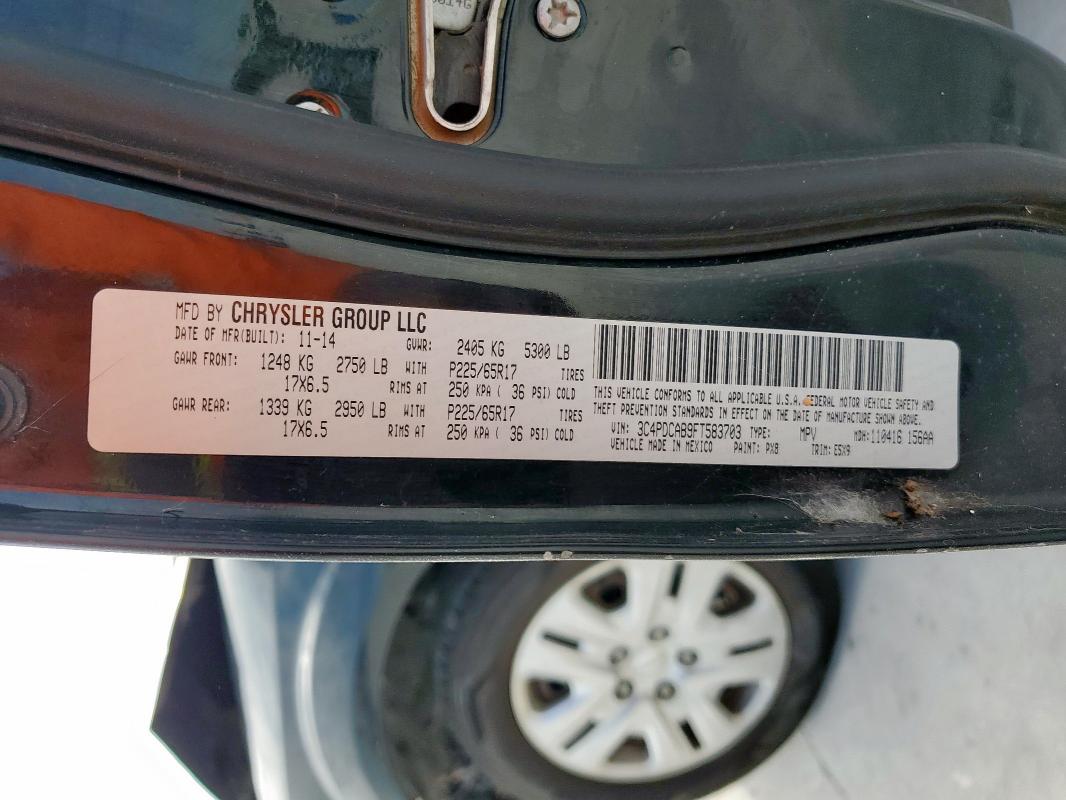 MFD BY CHRYSLER GROUP LLC
DATE OF MFR(BUILT): 11-14 GVWR: 2405 KG 5300 LB
GAWR FRONT: 1248 KG 2750 LB WITH P225/65R17 TIRES
17X6.5 RIMS AT 250 KPA ( 36 PSI) COLD
GAWR REAR: 1339 KG 2950 LB WITH P225/65R17 TIRES
17X6.5 RIMS AT 250 KPA ( 36 PSI) COLD
THIS VEHICLE CONFORMS TO ALL APPLICABLE U.S.A. FEDERAL MOTOR VEHICLE SAFETY AND
THEFT PREVENTION STANDARDS IN EFFECT ON THE DATE OF MANUFACTURE SHOWN ABOVE.
VIN: 3C4PDCAB9FT583703 TYPE: MPV MDH:110416 156AA
VEHICLE MADE IN MEXICO PAINT: PX8 TRIM: E5X9